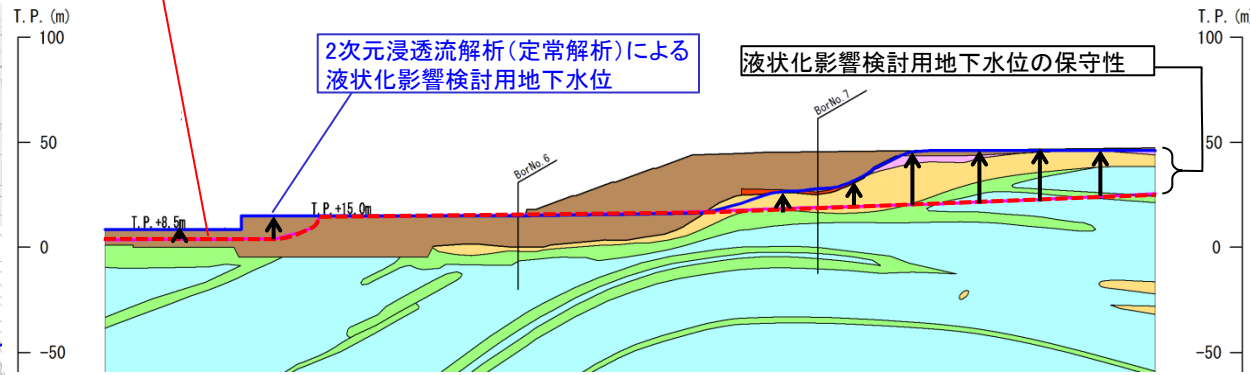 T.P.(m)
T.P.(m)
100
100
2次元浸透流解析(定常解析)による
液状化影響検討用地下水位
液状化影響検討用地下水位の保守性
BorNo.7
50
50
BorNo.6
T.P.+8.5m
T.P.+15.0m
0
0
-50
-50